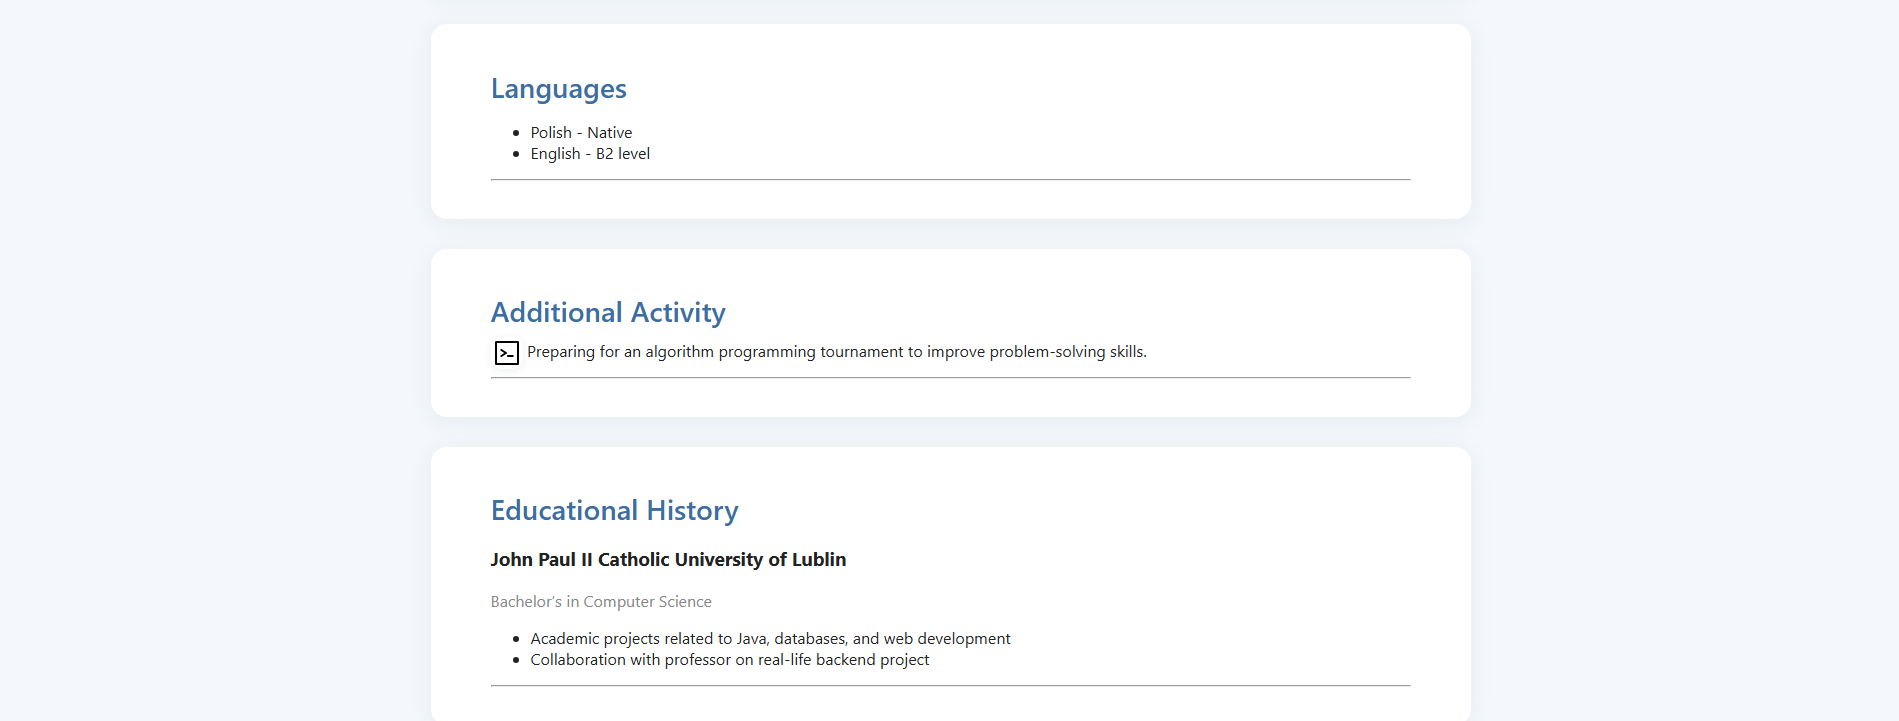 Languages
Polish - Native
English - B2 level
Additional Activity
>_ Preparing for an algorithm programming tournament to improve problem-solving skills.
Educational History
John Paul II Catholic University of Lublin
Bachelor’s in Computer Science
Academic projects related to Java, databases, and web development
Collaboration with professor on real-life backend project